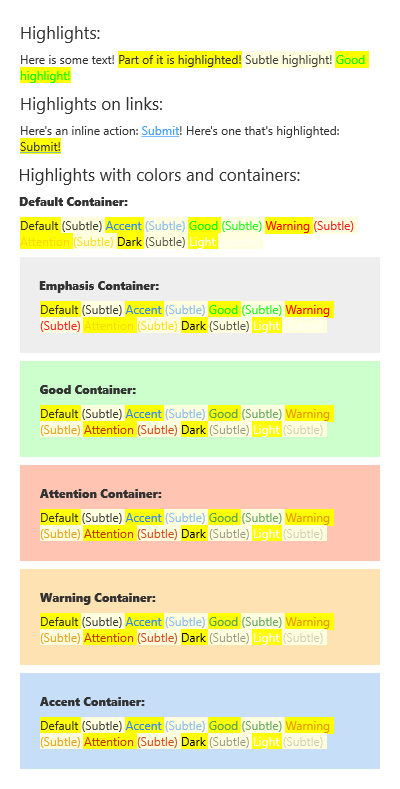 Highlights:
Here is some text! Part of it is highlighted! Subtle highlight! Good
highlight!
Highlights on links:
Here's an inline action: Submit! Here's one that's highlighted:
Submit!
Highlights with colors and containers:
Default Container:
Default (Subtle) Accent (Subtle) Good (Subtle) Warning (Subtle)
Attention (Subtle) Dark (Subtle) Light (Subtle)
Emphasis Container:
Default (Subtle) Accent (Subtle) Good (Subtle) Warning
(Subtle) Attention (Subtle) Dark (Subtle) Light (Subtle)
Good Container:
Default (Subtle) Accent (Subtle) Good (Subtle) Warning
(Subtle) Attention (Subtle) Dark (Subtle) Light (Subtle)
Attention Container:
Default (Subtle) Accent (Subtle) Good (Subtle) Warning
(Subtle) Attention (Subtle) Dark (Subtle) Light (Subtle)
Warning Container:
Default (Subtle) Accent (Subtle) Good (Subtle) Warning
(Subtle) Attention (Subtle) Dark (Subtle) Light (Subtle)
Accent Container:
Default (Subtle) Accent (Subtle) Good (Subtle) Warning
(Subtle) Attention (Subtle) Dark (Subtle) Light (Subtle)